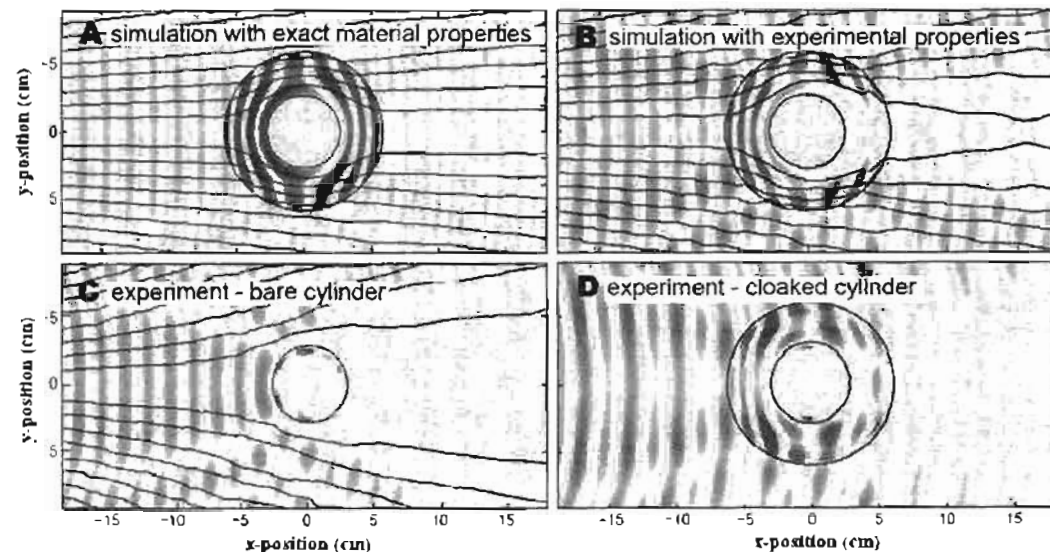 A simulation with exact material properties
B simulation with experimental properties
y-position (cm)
-5
0
5
C experiment - bare cylinder
D experiment - cloaked cylinder
y-position (cm)
-5
0
5
-15 -10 -5 0 5 10 15
-15 -10 -5 0 5 10 15
x-position (cm)
x-position (cm)